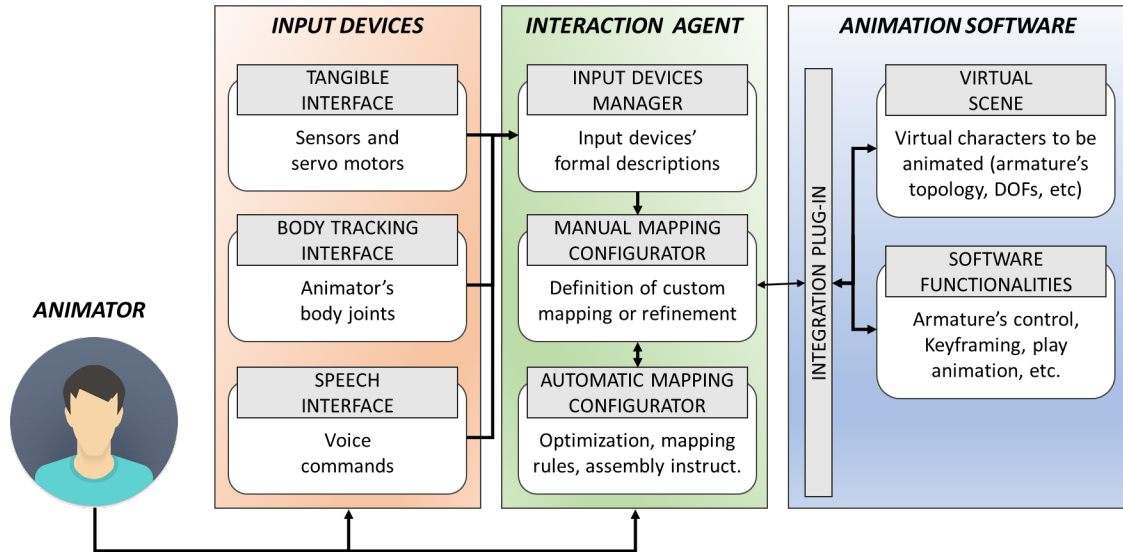 ANIMATOR
INPUT DEVICES
TANGIBLE
INTERFACE
Sensors and
servo motors
BODY TRACKING
INTERFACE
Animator's
body joints
SPEECH
INTERFACE
Voice
commands
INTERACTION AGENT
INPUT DEVICES
MANAGER
Input devices'
formal descriptions
MANUAL MAPPING
CONFIGURATOR
Definition of custom
mapping or refinement
AUTOMATIC MAPPING
CONFIGURATOR
Optimization, mapping
rules, assembly instruct.
ANIMATION SOFTWARE
INTEGRATION PLUG-IN
VIRTUAL
SCENE
Virtual characters to be
animated (armature's
topology, DOFs, etc)
SOFTWARE
FUNCTIONALITIES
Armature's control,
Keyframing, play
animation, etc.